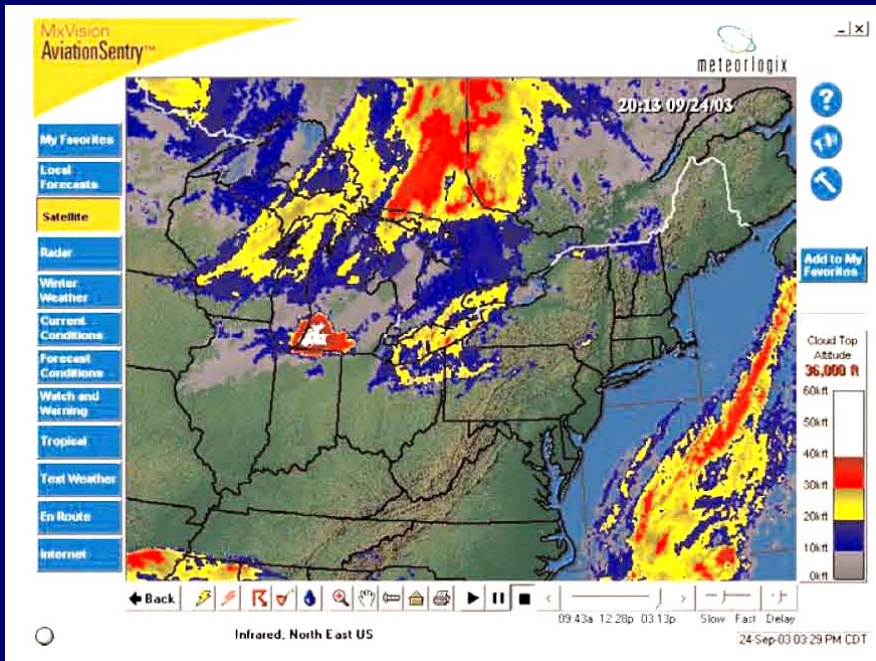 MxVision
AviationSentry™
meteorlogix
20:13 09/24/03
My Favorites
Local
Forecasts
Satellite
Radar
Winter
Weather
Current
Conditions
Forecast
Conditions
Watch and
Warning
Tropical
Text Weather
En Route
Internet
?
Add to My
Favorites
Cloud Top
Altitude
36,000 ft
60kft
50kft
40kft
30kft
20kft
10kft
0kft
Back
09:43a 12:28p 03:13p
Slow Fast Delay
Infrared, North East US
24-Sep-03 03:29 PM CDT